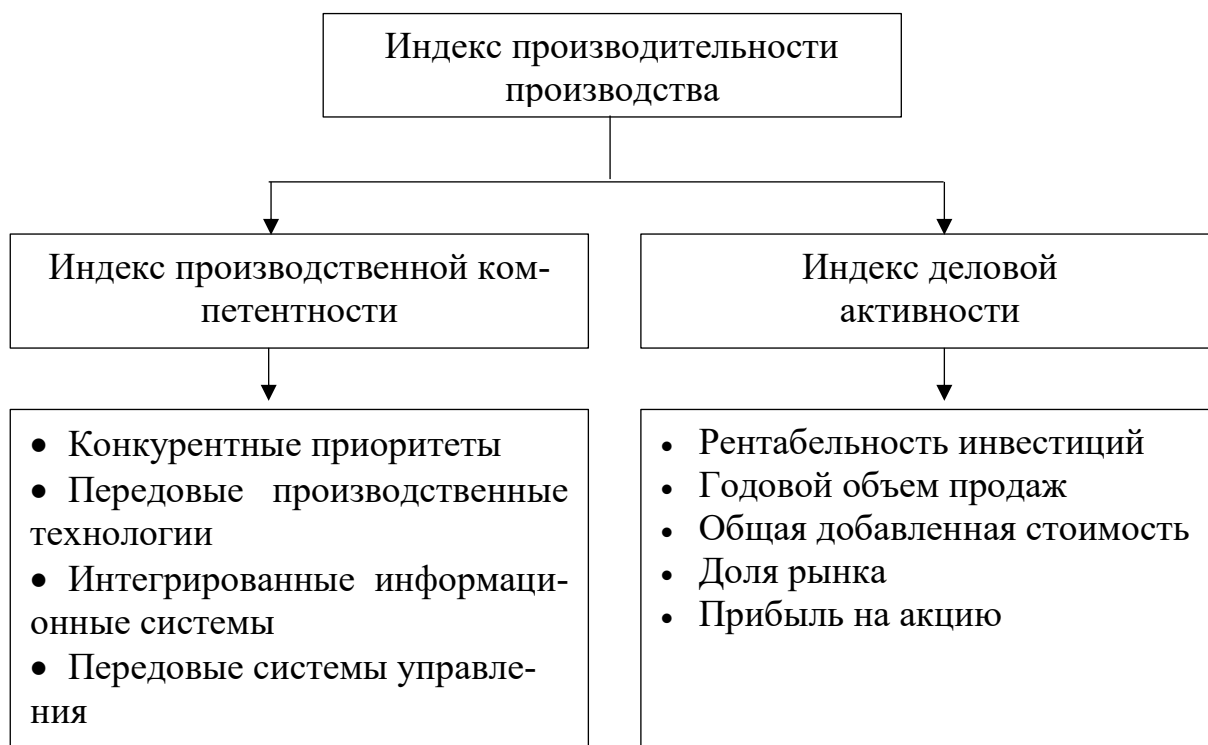 Индекс производительности
производства
Индекс производственной ком-
петентности
Индекс деловой
активности
• Конкурентные приоритеты
• Передовые производственные
технологии
• Интегрированные информаци-
онные системы
• Передовые системы управле-
ния
• Рентабельность инвестиций
• Годовой объем продаж
• Общая добавленная стоимость
• Доля рынка
• Прибыль на акцию